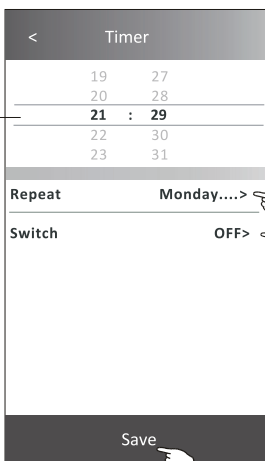 < Timer
19 27
20 28
21 : 29
22 30
23 31
Repeat Monday....>
Switch OFF>
Save